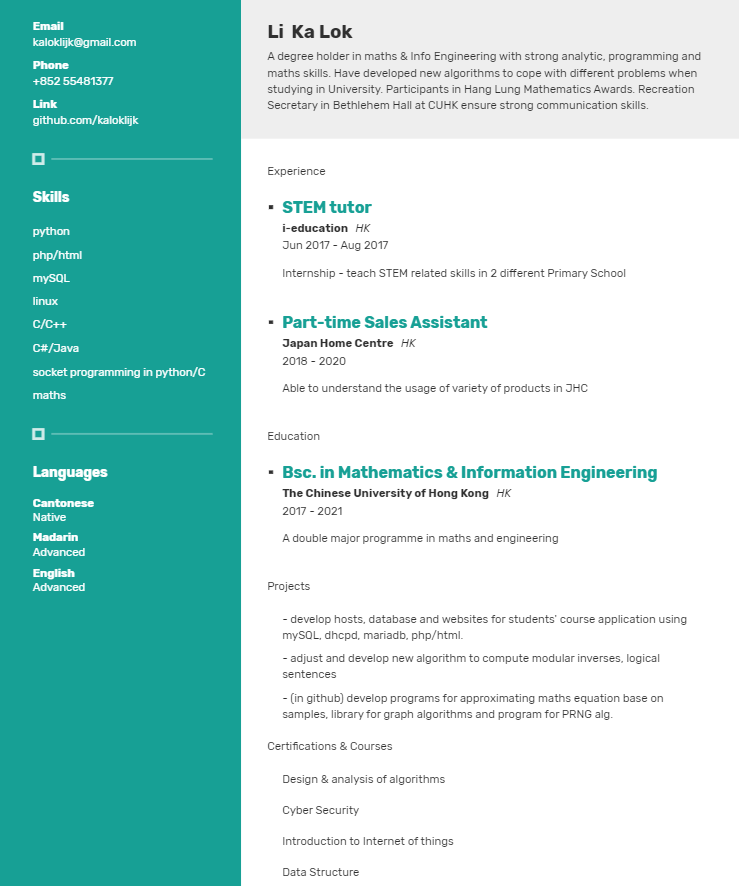 Email
kaloklijk@gmail.com
Phone
+852 55481377
Link
github.com/kaloklijk
Skills
python
php/html
mySQL
linux
C/C++
C#/Java
socket programming in python/C
maths
Languages
Cantonese
Native
Madarin
Advanced
English
Advanced
Li Ka Lok
A degree holder in maths & Info Engineering with strong analytic, programming and
maths skills. Have developed new algorithms to cope with different problems when
studying in University. Participants in Hang Lung Mathematics Awards. Recreation
Secretary in Bethlehem Hall at CUHK ensure strong communication skills.
Experience
▪ STEM tutor
i-education HK
Jun 2017 - Aug 2017
Internship - teach STEM related skills in 2 different Primary School
▪ Part-time Sales Assistant
Japan Home Centre HK
2018 - 2020
Able to understand the usage of variety of products in JHC
Education
▪ Bsc. in Mathematics & Information Engineering
The Chinese University of Hong Kong HK
2017 - 2021
A double major programme in maths and engineering
Projects
- develop hosts, database and websites for students' course application using
mySQL, dhcpd, mariadb, php/html.
- adjust and develop new algorithm to compute modular inverses, logical
sentences
- (in github) develop programs for approximating maths equation base on
samples, library for graph algorithms and program for PRNG alg.
Certifications & Courses
Design & analysis of algorithms
Cyber Security
Introduction to Internet of things
Data Structure